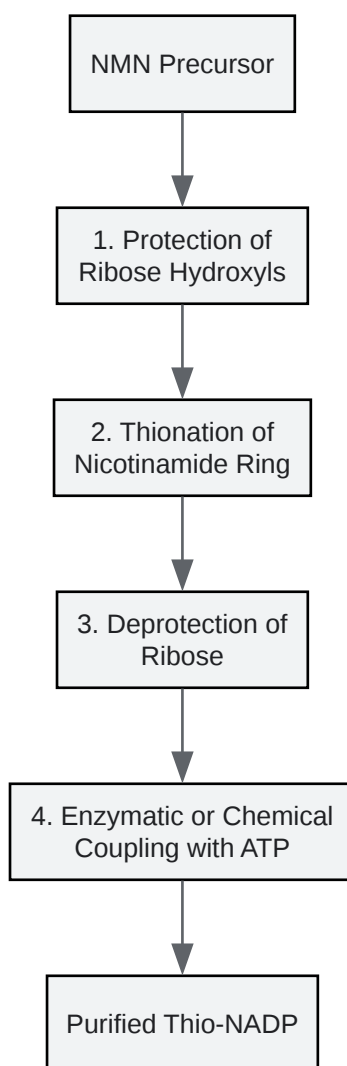 NMN Precursor
1. Protection of
Ribose Hydroxyls
2. Thionation of
Nicotinamide Ring
3. Deprotection of
Ribose
4. Enzymatic or Chemical
Coupling with ATP
Purified Thio-NADP